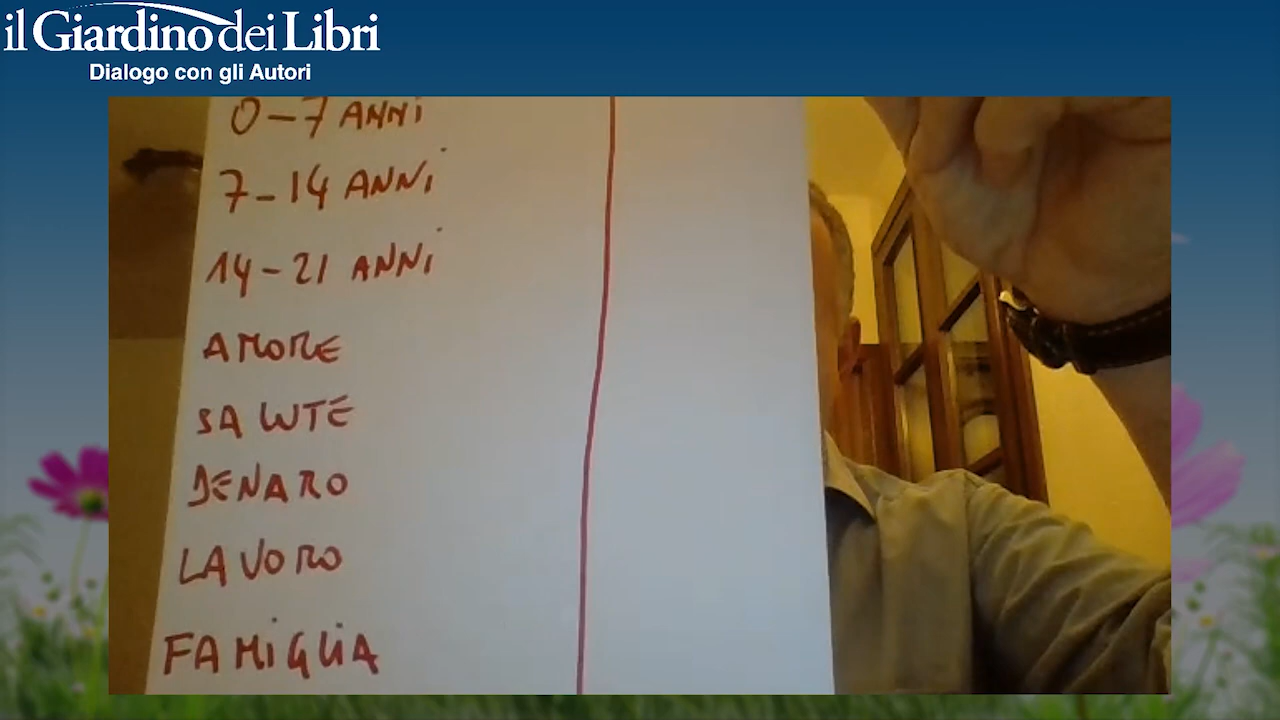 il Giardino dei Libri
Dialogo con gli Autori
0-7 ANNi
7-14 ANNi
14-21 ANNi
AMORE
SALUTE
DENARO
LAVORO
FAMiGLiA